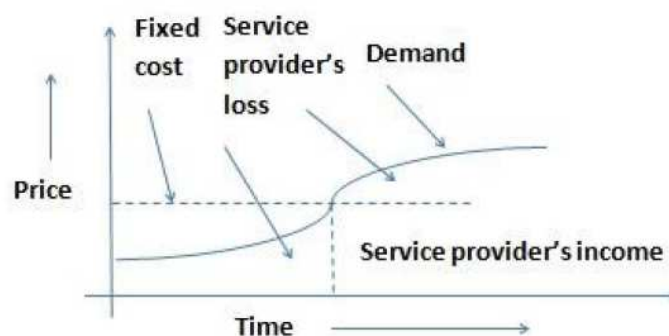 Fixed
cost
Service
provider's
loss
Demand
Price
Service provider's income
Time